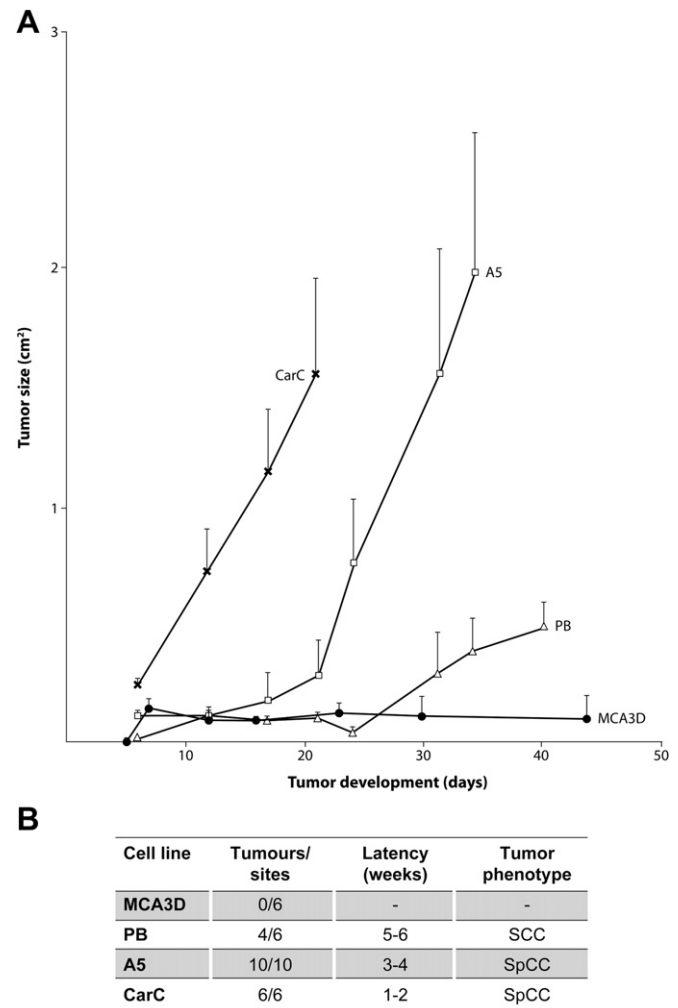 A
3
2
1
Tumor size (cm²)
CarC
A5
PB
MCA3D
10 20 30 40 50
Tumor development (days)
B
Cell line Tumours/ Latency Tumor
sites (weeks) phenotype
MCA3D 0/6 - -
PB 4/6 5-6 SCC
A5 10/10 3-4 SpCC
CarC 6/6 1-2 SpCC